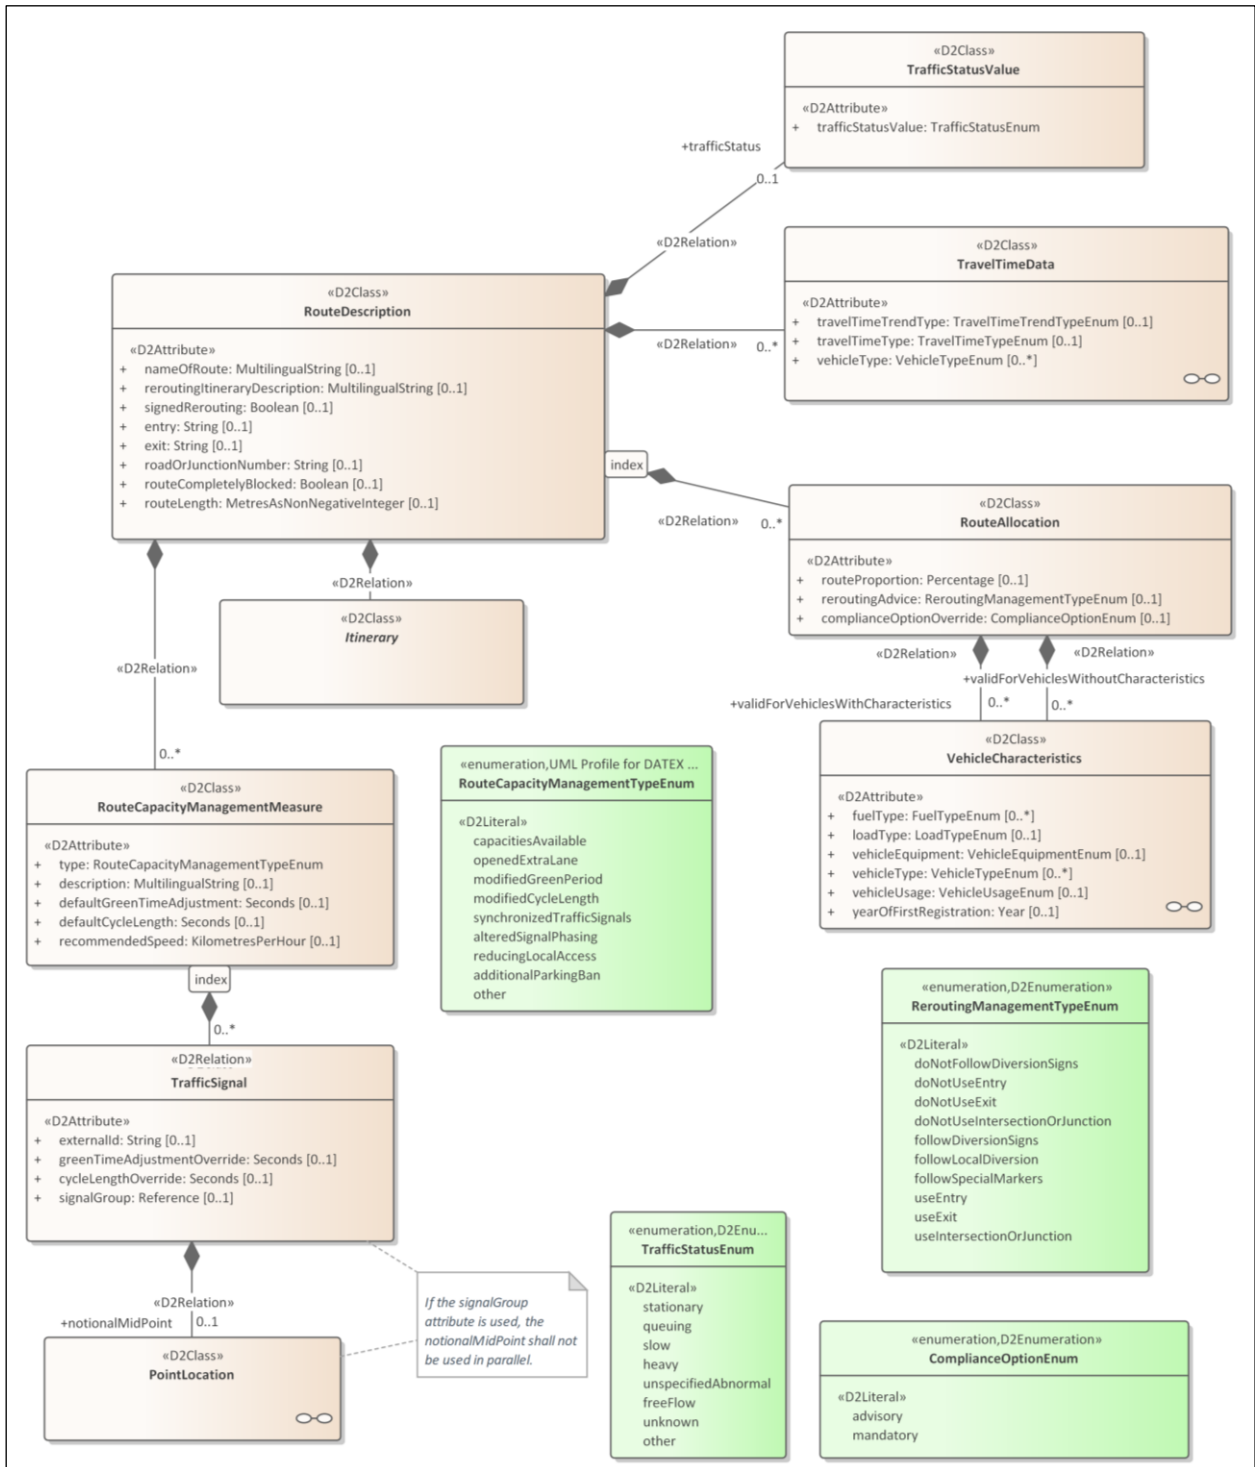 «D2Class»
TrafficStatusValue
«D2Attribute»
+ trafficStatusValue: TrafficStatusEnum
+trafficStatus
0..1
«D2Relation»
«D2Class»
TravelTimeData
«D2Attribute»
+ travelTimeTrendType: TravelTimeTrendTypeEnum [0..1]
+ travelTimeType: TravelTimeTypeEnum [0..1]
+ vehicleType: VehicleTypeEnum [0..*]
«D2Relation»
0..*
«D2Class»
RouteDescription
«D2Attribute»
+ nameOfRoute: MultilingualString [0..1]
+ reroutingItineraryDescription: MultilingualString [0..1]
+ signedRerouting: Boolean [0..1]
+ entry: String [0..1]
+ exit: String [0..1]
+ roadOrJunctionNumber: String [0..1]
+ routeCompletelyBlocked: Boolean [0..1]
+ routeLength: MetresAsNonNegativeInteger [0..1]
index
«D2Relation»
0..*
«D2Class»
RouteAllocation
«D2Attribute»
+ routeProportion: Percentage [0..1]
+ reroutingAdvice: ReroutingManagementTypeEnum [0..1]
+ complianceOptionOverride: ComplianceOptionEnum [0..1]
«D2Relation»
«D2Class»
Itinerary
«D2Relation»
0..*
«D2Relation»
«D2Relation»
+validForVehiclesWithoutCharacteristics
+validForVehiclesWithCharacteristics
0..*
0..*
«D2Class»
VehicleCharacteristics
«D2Attribute»
+ fuelType: FuelTypeEnum [0..*]
+ loadType: LoadTypeEnum [0..1]
+ vehicleEquipment: VehicleEquipmentEnum [0..1]
+ vehicleType: VehicleTypeEnum [0..*]
+ vehicleUsage: VehicleUsageEnum [0..1]
+ yearOfFirstRegistration: Year [0..1]
«D2Class»
RouteCapacityManagementMeasure
«D2Attribute»
+ type: RouteCapacityManagementTypeEnum
+ description: MultilingualString [0..1]
+ defaultGreenTimeAdjustment: Seconds [0..1]
+ defaultCycleLength: Seconds [0..1]
+ recommendedSpeed: KilometresPerHour [0..1]
index
0..*
«enumeration,UML Profile for DATEX ...
RouteCapacityManagementTypeEnum
«D2Literal»
capacitiesAvailable
openedExtraLane
modifiedGreenPeriod
modifiedCycleLength
synchronizedTrafficSignals
alteredSignalPhasing
reducingLocalAccess
additionalParkingBan
other
«D2Relation»
TrafficSignal
«D2Attribute»
+ externalId: String [0..1]
+ greenTimeAdjustmentOverride: Seconds [0..1]
+ cycleLengthOverride: Seconds [0..1]
+ signalGroup: Reference [0..1]
«enumeration,D2Enumeration»
ReroutingManagementTypeEnum
«D2Literal»
doNotFollowDiversionSigns
doNotUseEntry
doNotUseExit
doNotUseIntersectionOrJunction
followDiversionSigns
followLocalDiversion
followSpecialMarkers
useEntry
useExit
useIntersectionOrJunction
«D2Relation»
+notionalMidPoint
0..1
«D2Class»
PointLocation
If the signalGroup
attribute is used, the
notionalMidPoint shall not
be used in parallel.
«enumeration,D2Enu...
TrafficStatusEnum
«D2Literal»
stationary
queuing
slow
heavy
unspecifiedAbnormal
freeFlow
unknown
other
«enumeration,D2Enumeration»
ComplianceOptionEnum
«D2Literal»
advisory
mandatory